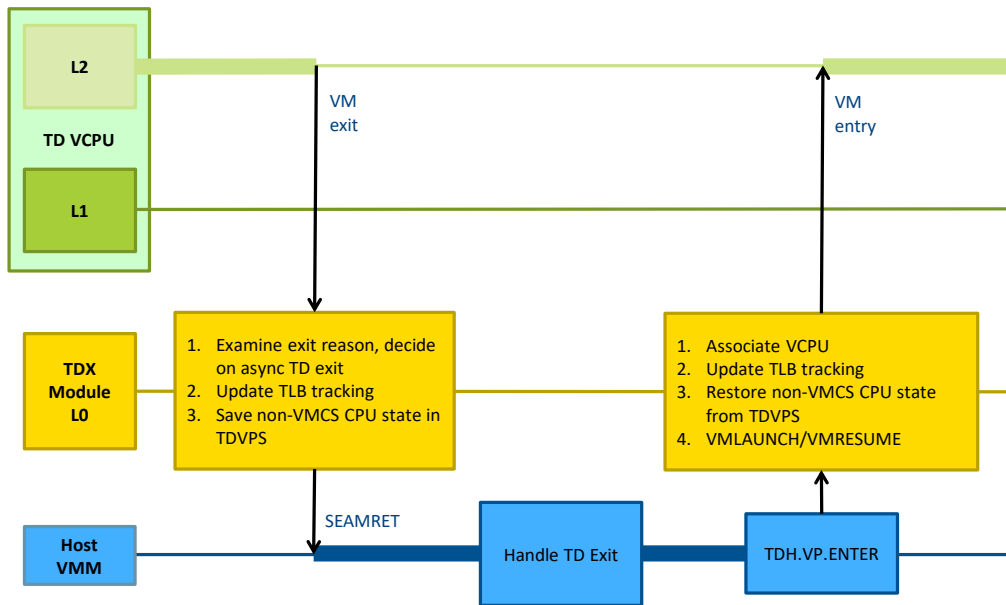 L2
TD VCPU
L1
VM
exit
VM
entry
TDX
Module
L0
1. Examine exit reason, decide
on async TD exit
2. Update TLB tracking
3. Save non-VMCS CPU state in
TDVPS
1. Associate VCPU
2. Update TLB tracking
3. Restore non-VMCS CPU state
from TDVPS
4. VMLAUNCH/VMRESUME
SEAMRET
Host
VMM
Handle TD Exit
TDH.VP.ENTER